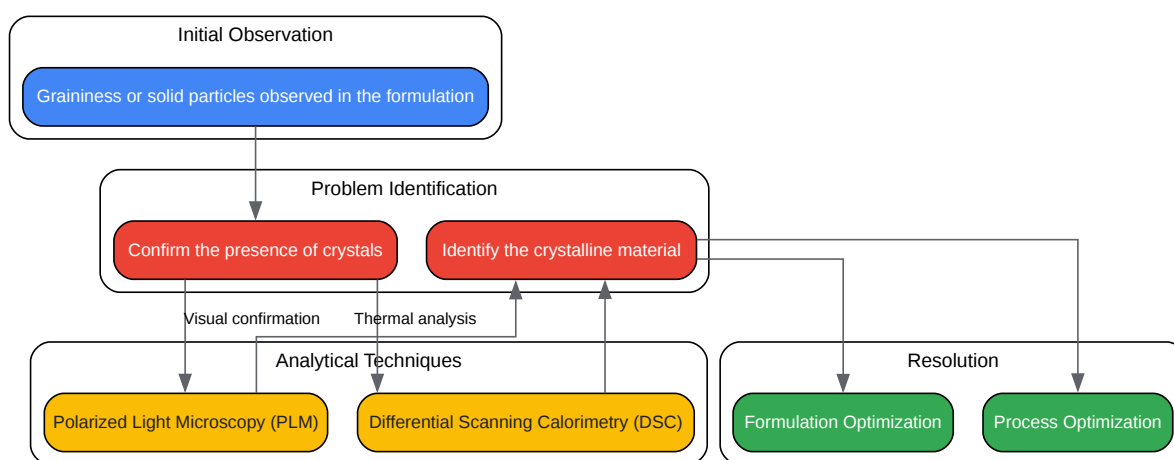 Initial Observation
Graininess or solid particles observed in the formulation
Problem Identification
Confirm the presence of crystals
Identify the crystalline material
Visual confirmation
Thermal analysis
Analytical Techniques
Resolution
Polarized Light Microscopy (PLM)
Differential Scanning Calorimetry (DSC)
Formulation Optimization
Process Optimization